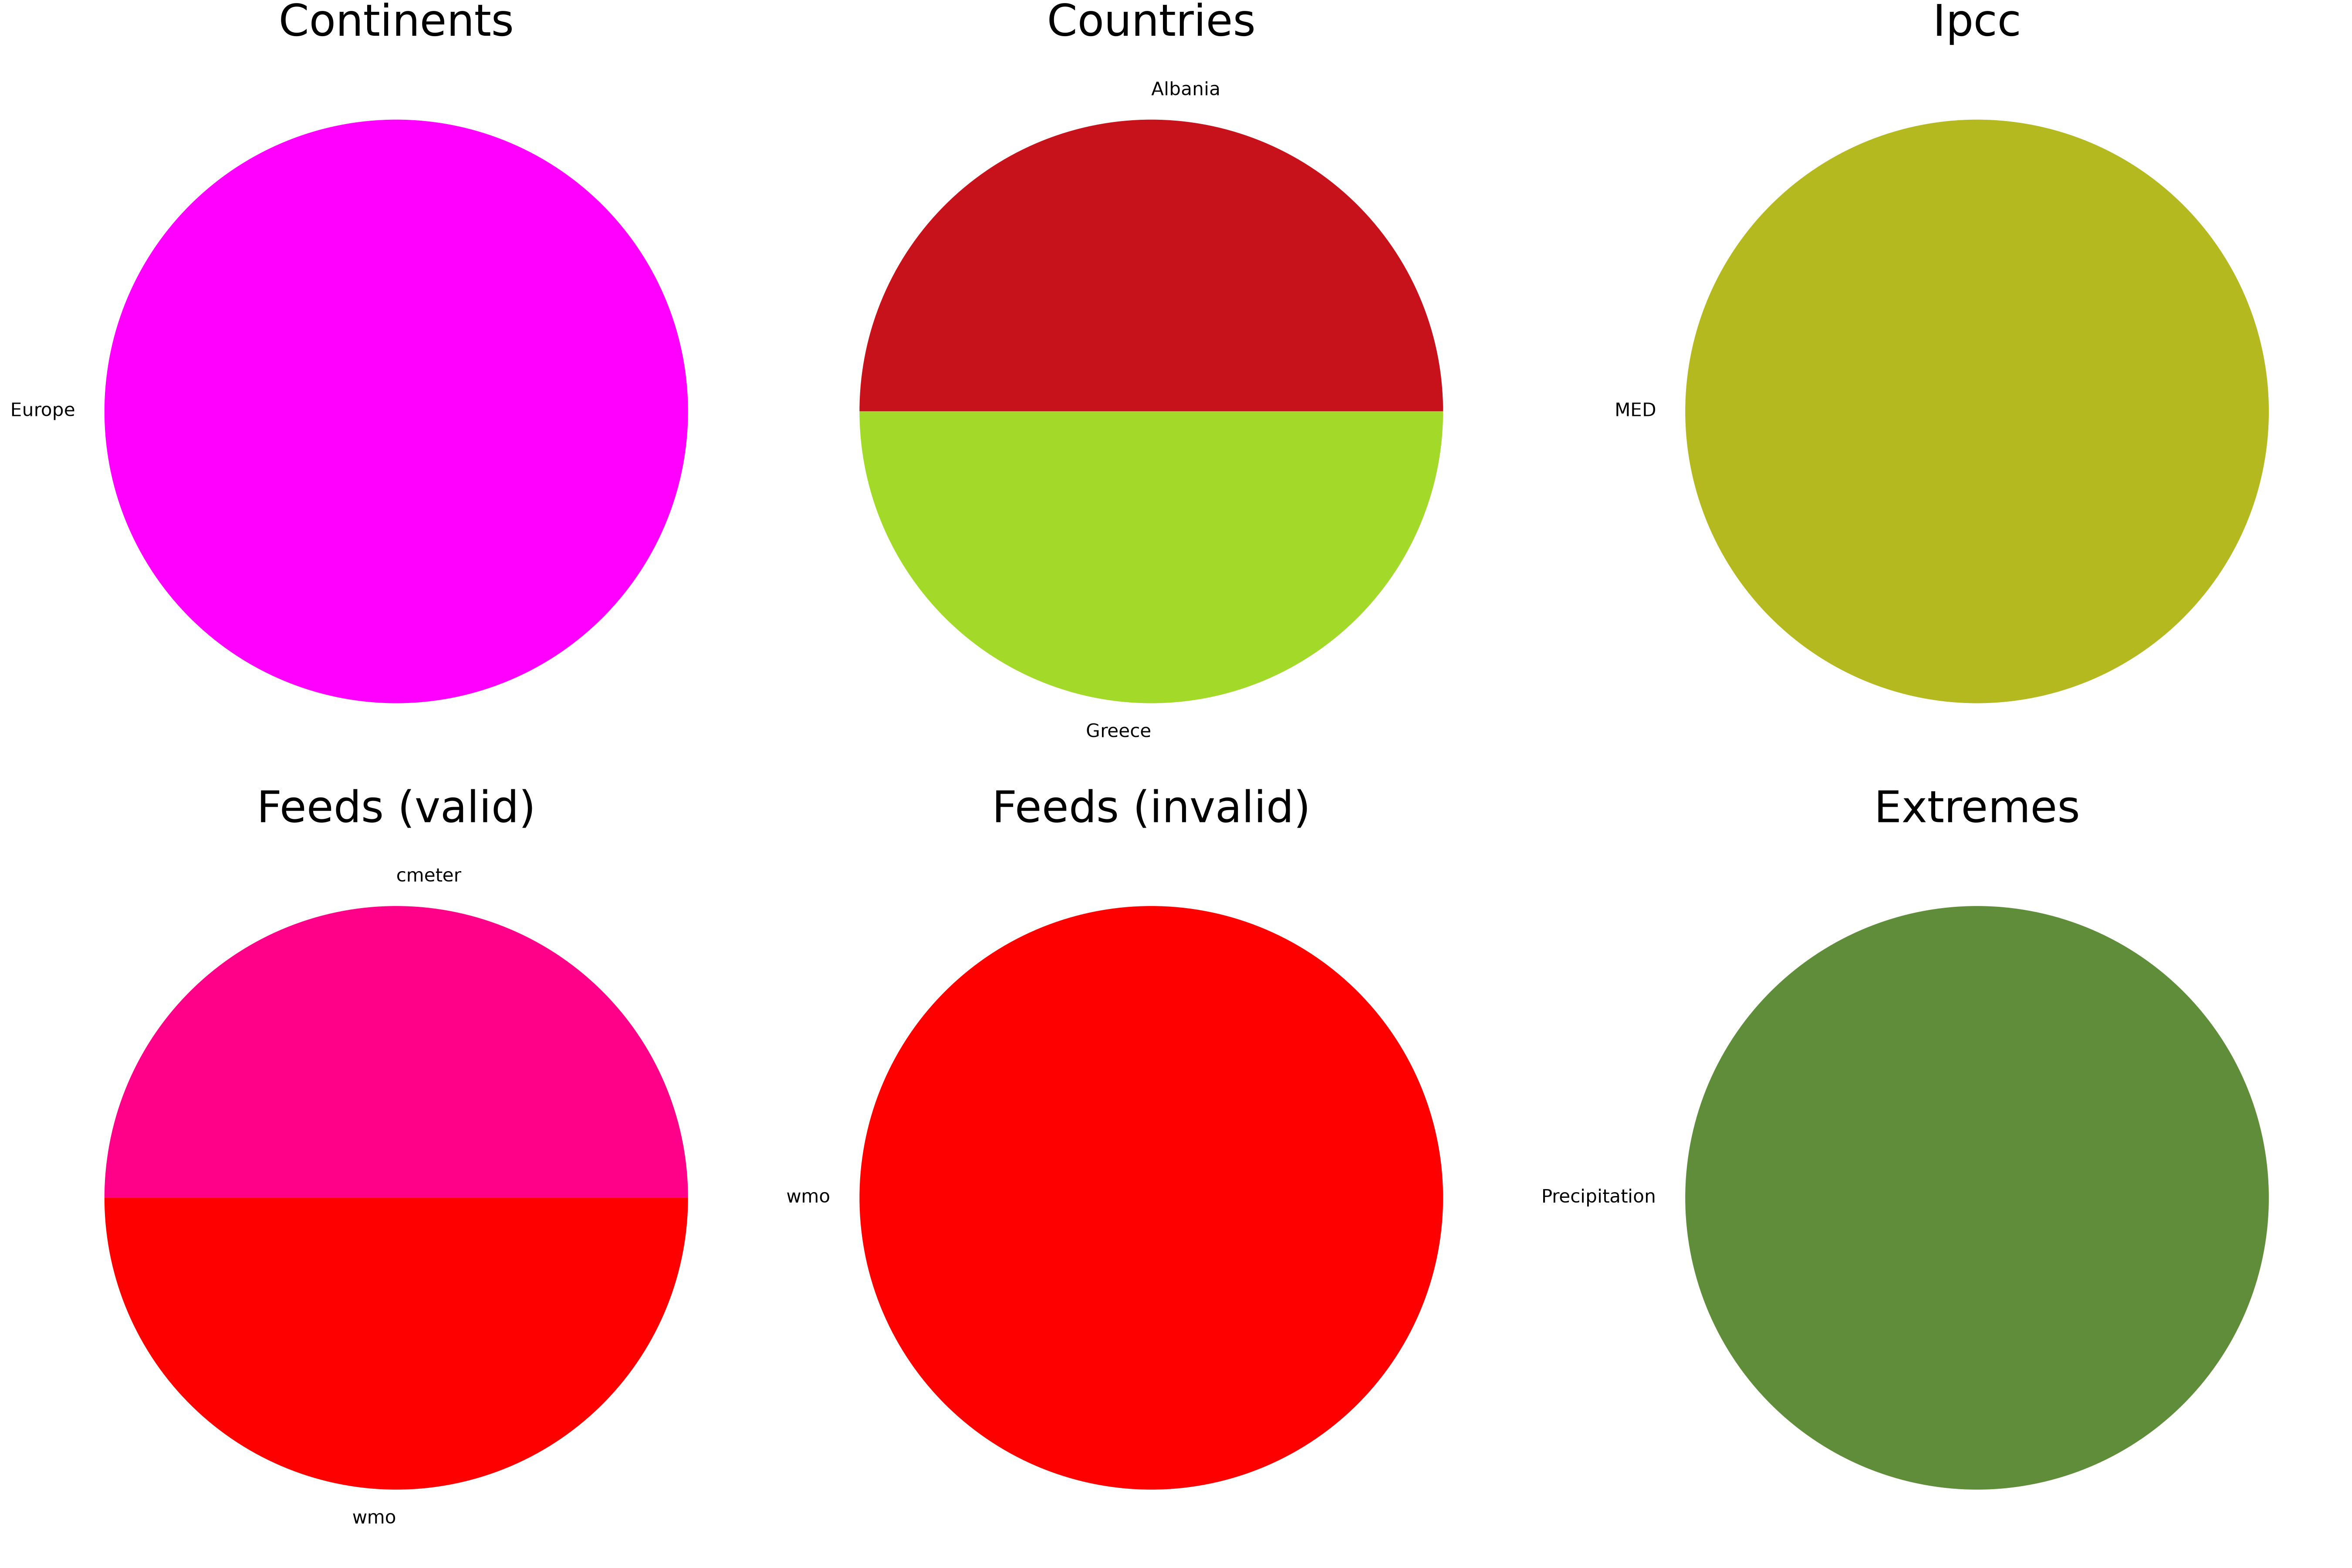 Continents
Countries
Ipcc
Albania
Europe
MED
Greece
Feeds (valid)
Feeds (invalid)
Extremes
cmeter
wmo
Precipitation
wmo